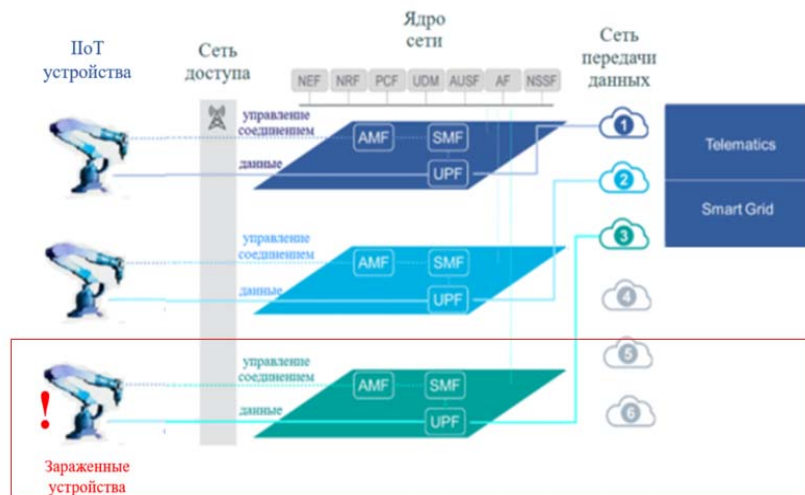 IIoT
устройства
Сеть
доступа
Ядро
сети
Сеть
передачи
данных
NEF NRF PCF UDM AUSF AF NSSF
управление
соединением
AMF SMF
данные
UPF
1
Telematics
2
Smart Grid
3
управление
соединением
AMF SMF
данные
UPF
4
5
6
управление
соединением
AMF SMF
данные
UPF
!
Зараженные
устройства